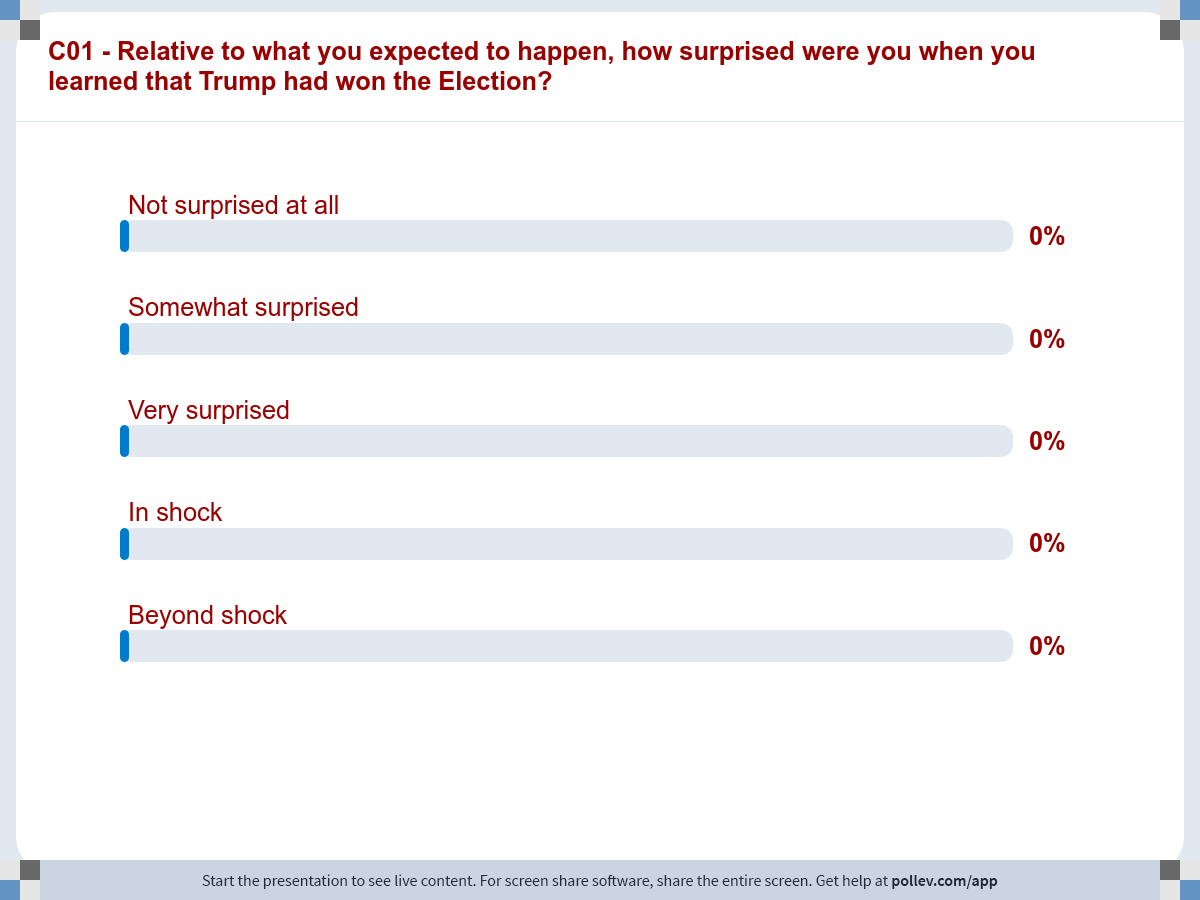 C01 - Relative to what you expected to happen, how surprised were you when you
learned that Trump had won the Election?
Not surprised at all
0%
Somewhat surprised
0%
Very surprised
0%
In shock
0%
Beyond shock
0%
Start the presentation to see live content. For screen share software, share the entire screen. Get help at pollev.com/app